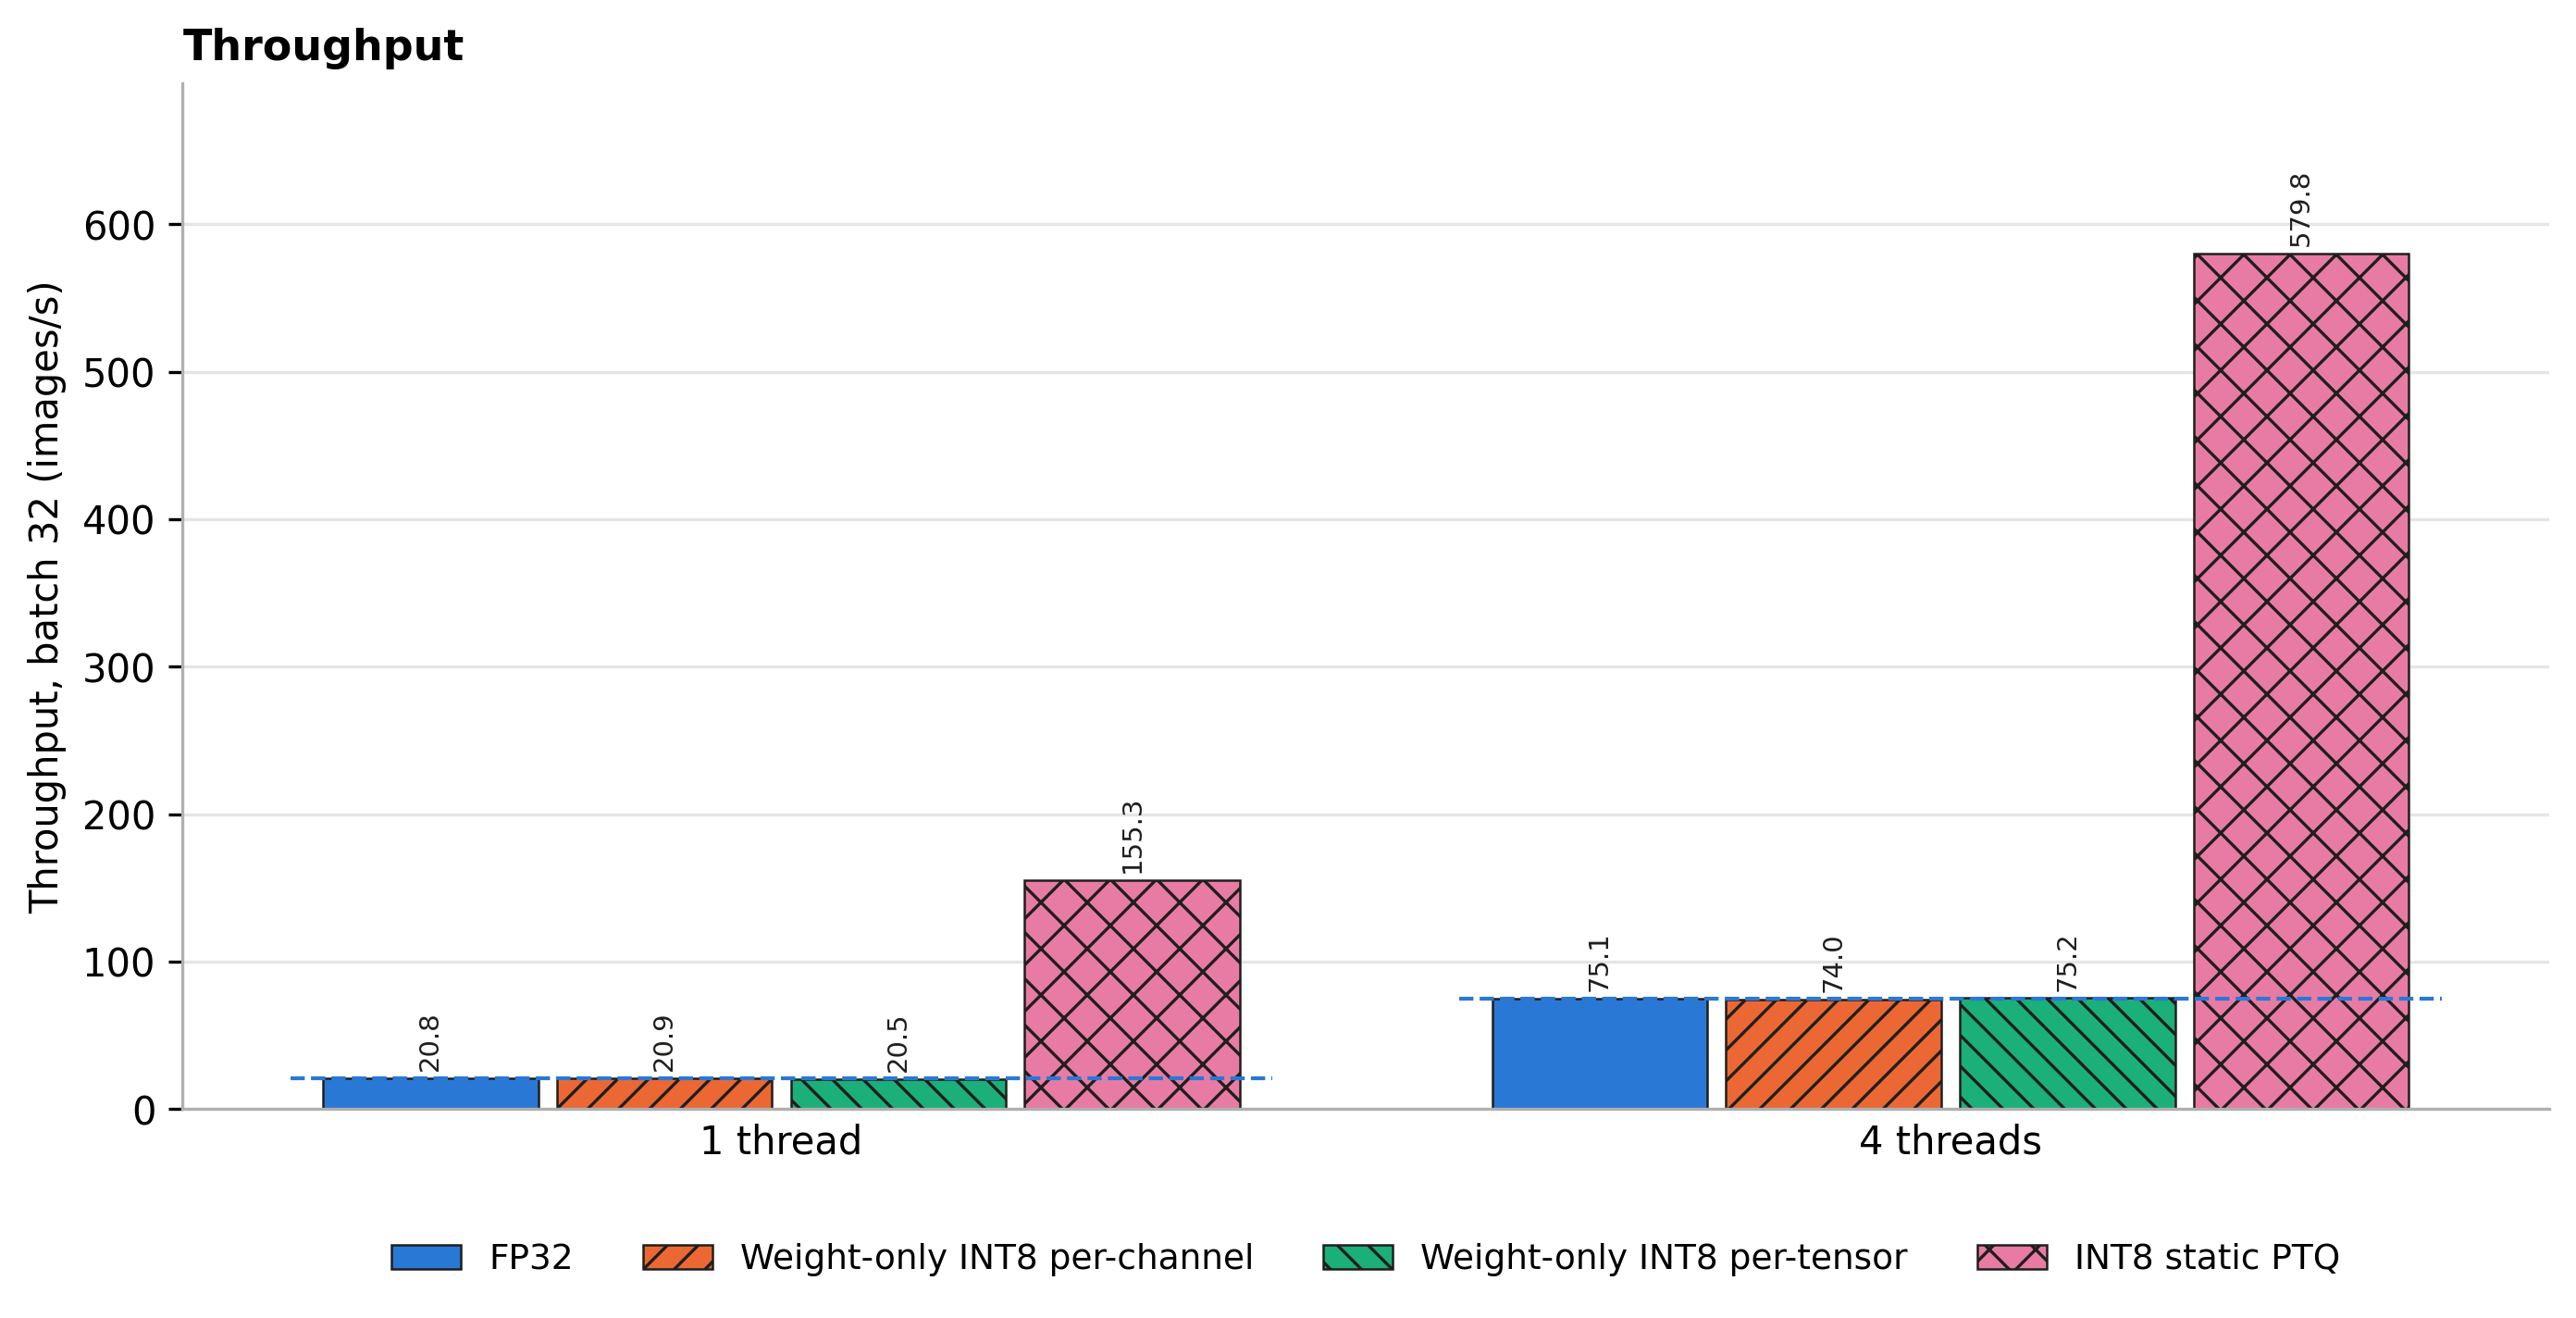 Throughput
Throughput, batch 32 (images/s)
600
500
400
300
200
100
0
20.8
20.9
20.5
155.3
75.1
74.0
75.2
579.8
1 thread
4 threads
FP32
Weight-only INT8 per-channel
Weight-only INT8 per-tensor
INT8 static PTQ